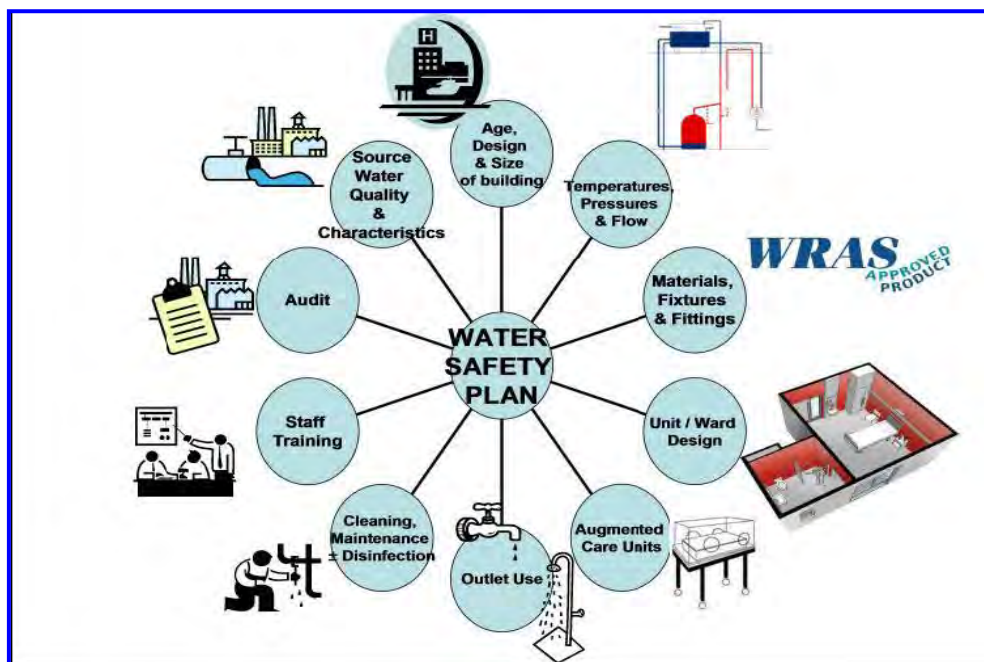 H
Age,
Design
& Size
of building
Source
Water
Quality
&
Characteristics
Temperatures,
Pressures
& Flow
WRAS
APPROVED
PRODUCT
Audit
Materials,
Fixtures
& Fittings
WATER
SAFETY
PLAN
Staff
Training
Unit / Ward
Design
Cleaning,
Maintenance
± Disinfection
Augmented
Care Units
Outlet Use